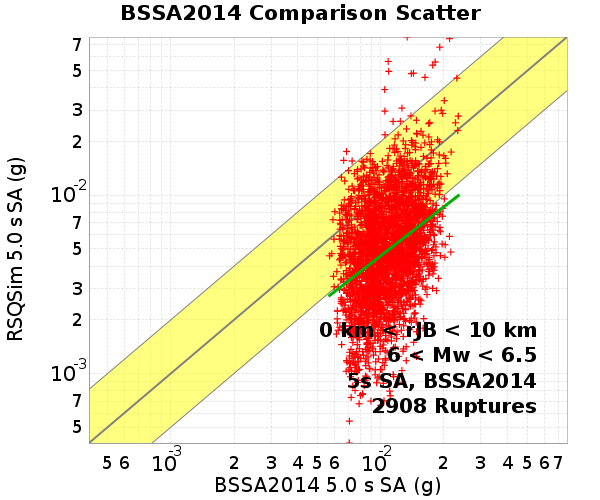 BSSA2014 Comparison Scatter
7
5
3
2
10-2
7
5
3
2
10-3
7
5
RSQSim 5.0 s SA (g)
0 km < rJB < 10 km
6 < Mw < 6.5
5s SA, BSSA2014
2908 Ruptures
5 6 10-3 2 3 4 5 6 10-2 2 3 4 5 6 7
BSSA2014 5.0 s SA (g)